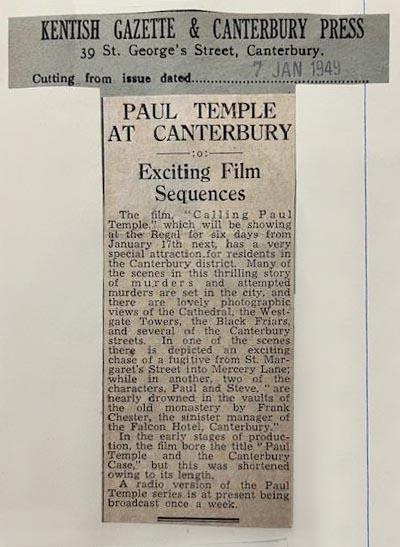 KENTISH GAZETTE & CANTERBURY PRESS
39 St. George's Street, Canterbury.
Cutting from issue dated........................................
7 JAN 1949
PAUL TEMPLE
AT CANTERBURY
—:o:—
Exciting Film
Sequences
The film, "Calling Paul
Temple," which will be showing
at the Regal for six days from
January 17th next, has a very
special attraction for residents in
the Canterbury district. Many of
the scenes in this thrilling story
of murders and attempted
murders are set in the city, and
there are lovely photographic
views of the Cathedral, the West-
gate Towers, the Black Friars,
and several of the Canterbury
streets. In one of the scenes
there is depicted an exciting
chase of a fugitive from St. Mar-
garet's Street into Mercery Lane;
while in another, two of the
characters, Paul and Steve, "are
nearly drowned in the vaults of
the old monastery by Frank
Chester, the sinister manager of
the Falcon Hotel, Canterbury."
In the early stages of produc-
tion, the film bore the title "Paul
Temple and the Canterbury
Case," but this was shortened
owing to its length.
A radio version of the Paul
Temple series is at present being
broadcast once a week.